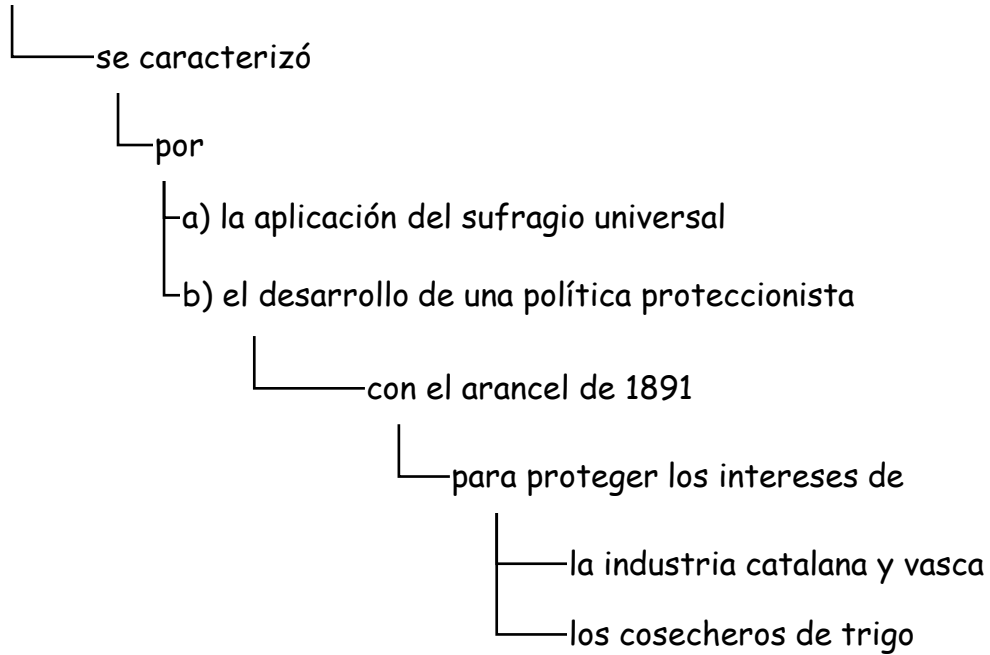 se caracterizó
por
a) la aplicación del sufragio universal
b) el desarrollo de una política proteccionista
con el arancel de 1891
para proteger los intereses de
la industria catalana y vasca
los cosecheros de trigo